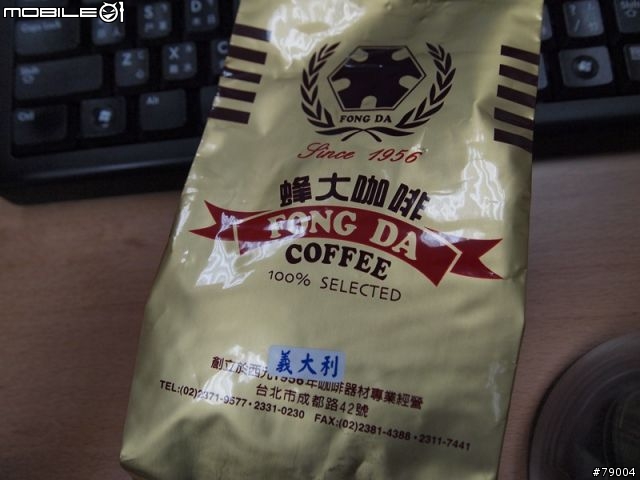 MOBILE01
FONG DA
Since 1956
蜂大咖啡
FONG DA
COFFEE
100% SELECTED
義大利
創立於西元1956年咖啡器材專業經營
台北市成都路42號
TEL:(02)2371-9577·2331-0230 FAX:(02)2381-4388·2311-7441
Ctrl
Alt
#79004